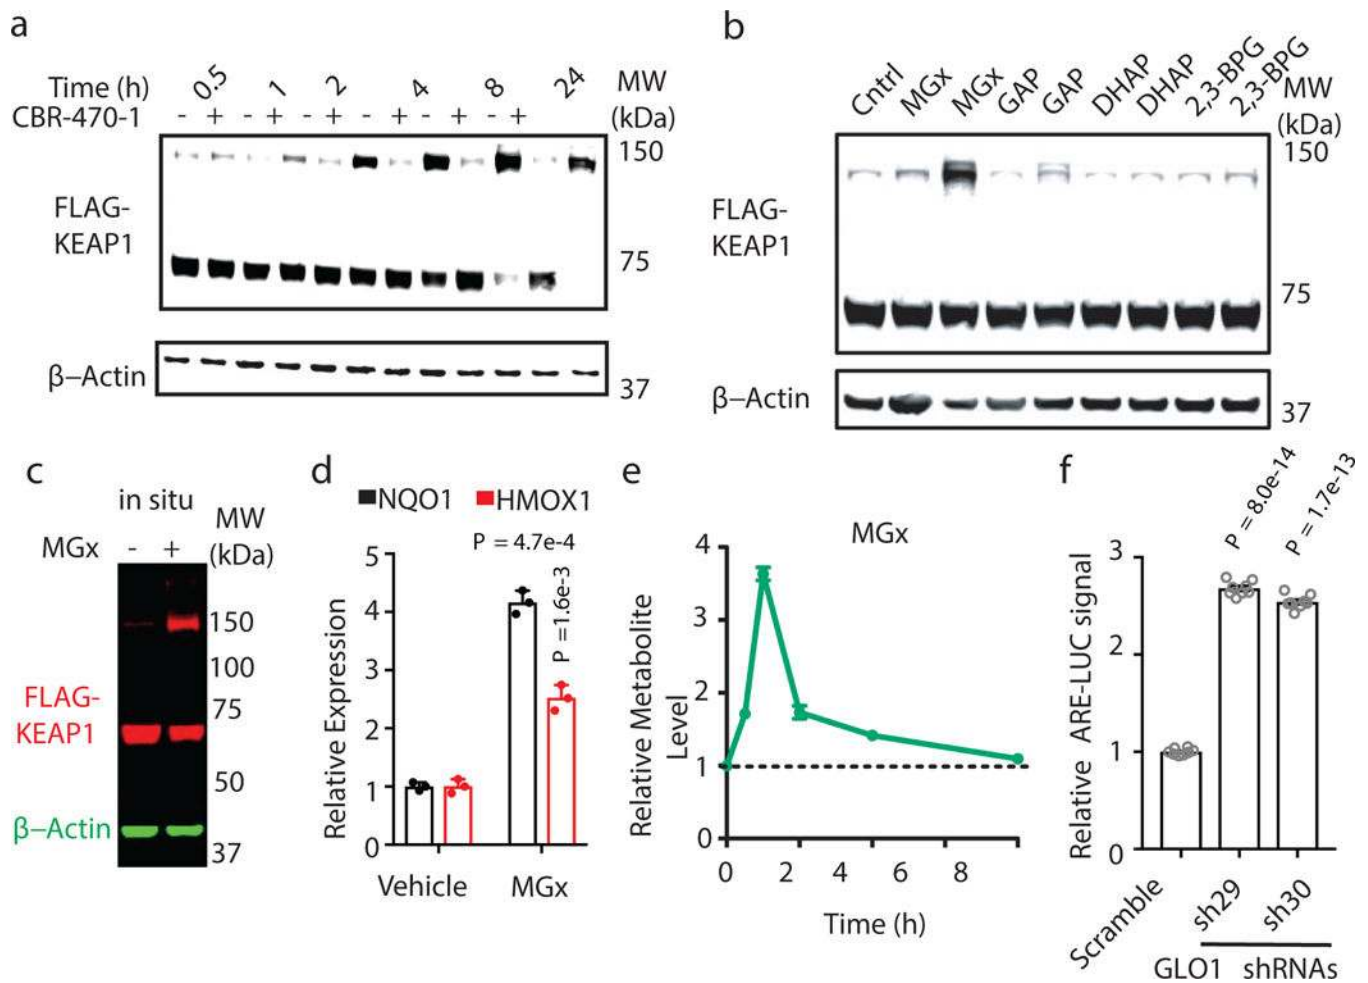 a
Time (h) 0.5 1 2 4 8 24 MW
CBR-470-1 - + - + - + - + - + - + (kDa)
150
FLAG-
KEAP1
75
β–Actin
37
b
Cntrl MGx MGx GAP GAP DHAP DHAP 2,3-BPG 2,3-BPG MW
(kDa)
150
FLAG-
KEAP1
75
β–Actin
37
c
in situ
MGx - + MW
(kDa)
150
100
75
FLAG-
KEAP1
50
β–Actin
37
d
NQO1 HMOX1
P = 4.7e-4
P =1.6e-3
Relative Expression
5
4
3
2
1
0
Vehicle MGx
e
MGx
Relative Metabolite
Level
4
3
2
1
0
0 2 4 6 8
Time (h)
f
P = 8.0e-14
P = 1.7e-13
Relative ARE-LUC signal
3
2
1
0
Scramble sh29 sh30
GLO1 shRNAs